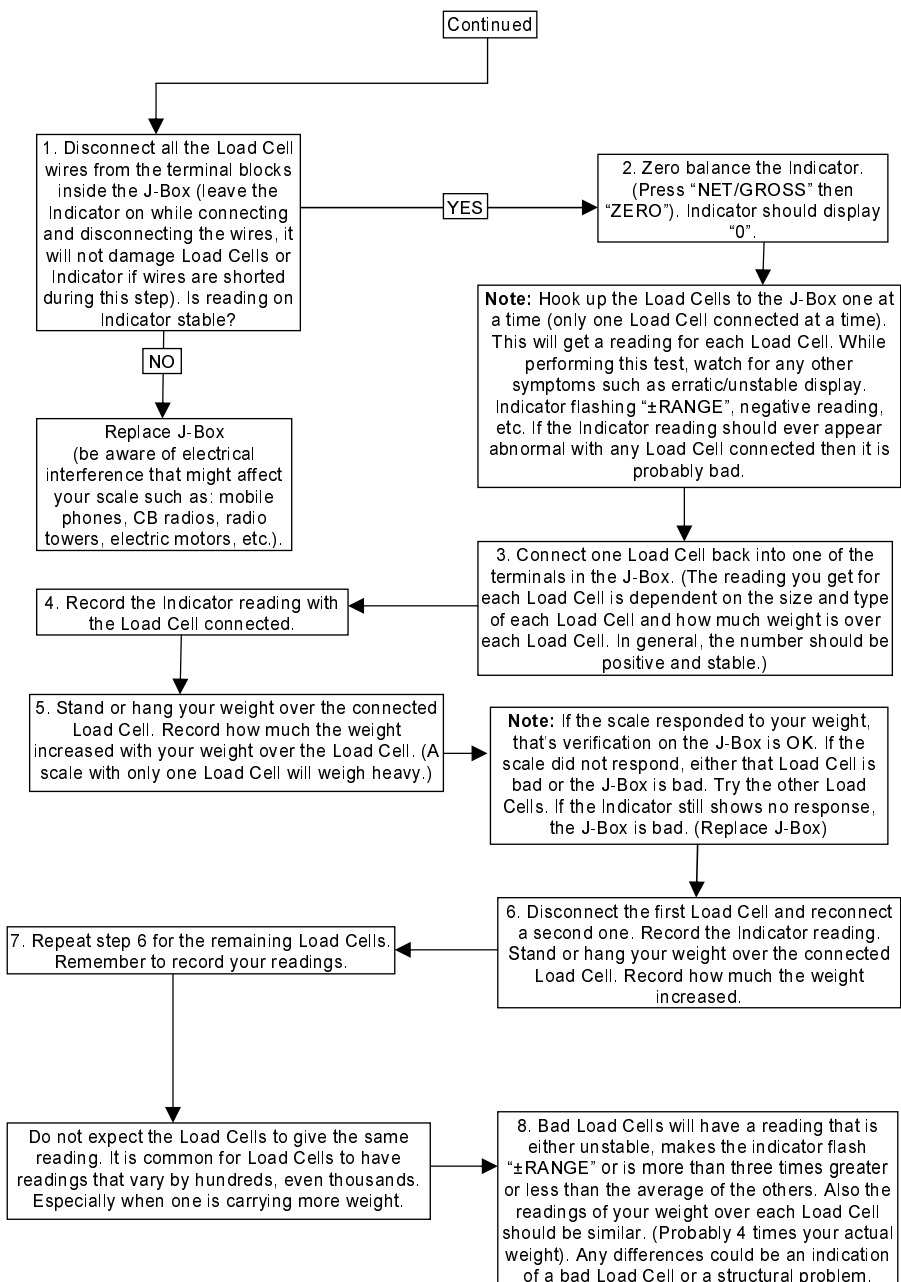 Continued
1. Disconnect all the Load Cell
wires from the terminal blocks
inside the J-Box (leave the
Indicator on while connecting
and disconnecting the wires, it
will not damage Load Cells or
Indicator if wires are shorted
during this step). Is reading on
Indicator stable?
YES
2. Zero balance the Indicator.
(Press “NET/GROSS” then
“ZERO”). Indicator should display
“0”.
NO
Replace J-Box
(be aware of electrical
interference that might affect
your scale such as: mobile
phones, CB radios, radio
towers, electric motors, etc.).
Note: Hook up the Load Cells to the J-Box one at
a time (only one Load Cell connected at a time).
This will get a reading for each Load Cell. While
performing this test, watch for any other
symptoms such as erratic/unstable display.
Indicator flashing “±RANGE”, negative reading,
etc. If the Indicator reading should ever appear
abnormal with any Load Cell connected then it is
probably bad.
3. Connect one Load Cell back into one of the
terminals in the J-Box. (The reading you get for
each Load Cell is dependent on the size and type
of each Load Cell and how much weight is over
each Load Cell. In general, the number should be
positive and stable.)
4. Record the Indicator reading with
the Load Cell connected.
5. Stand or hang your weight over the connected
Load Cell. Record how much the weight
increased with your weight over the Load Cell. (A
scale with only one Load Cell will weigh heavy.)
Note: If the scale responded to your weight,
that’s verification on the J-Box is OK. If the
scale did not respond, either that Load Cell is
bad or the J-Box is bad. Try the other Load
Cells. If the Indicator still shows no response,
the J-Box is bad. (Replace J-Box)
6. Disconnect the first Load Cell and reconnect
a second one. Record the Indicator reading.
Stand or hang your weight over the connected
Load Cell. Record how much the weight
increased.
7. Repeat step 6 for the remaining Load Cells.
Remember to record your readings.
Do not expect the Load Cells to give the same
reading. It is common for Load Cells to have
readings that vary by hundreds, even thousands.
Especially when one is carrying more weight.
8. Bad Load Cells will have a reading that is
either unstable, makes the indicator flash
“±RANGE” or is more than three times greater
or less than the average of the others. Also the
readings of your weight over each Load Cell
should be similar. (Probably 4 times your actual
weight). Any differences could be an indication
of a bad Load Cell or a structural problem.